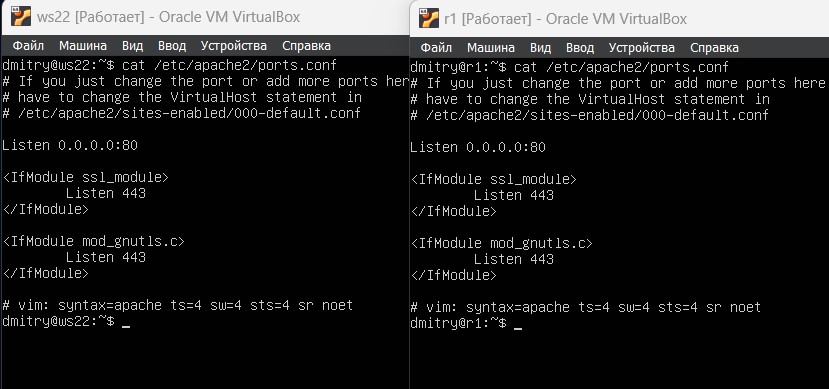 ws22 [Работает] - Oracle VM VirtualBox
Файл Машина Вид Ввод Устройства Справка
dmitry@ws22:~$ cat /etc/apache2/ports.conf
# If you just change the port or add more ports her
# have to change the VirtualHost statement in
# /etc/apache2/sites-enabled/000-default.conf
Listen 0.0.0.0:80
<IfModule ssl_module>
Listen 443
</IfModule>
<IfModule mod_gnutls.c>
Listen 443
</IfModule>
# vim: syntax=apache ts=4 sw=4 sts=4 sr noet
dmitry@ws22:~$ _
r1 [Работает] - Oracle VM VirtualBox
Файл Машина Вид Ввод Устройства Справка
dmitry@r1:~$ cat /etc/apache2/ports.conf
# If you just change the port or add more ports here
# have to change the VirtualHost statement in
# /etc/apache2/sites-enabled/000-default.conf
Listen 0.0.0.0:80
<IfModule ssl_module>
Listen 443
</IfModule>
<IfModule mod_gnutls.c>
Listen 443
</IfModule>
# vim: syntax=apache ts=4 sw=4 sts=4 sr noet
dmitry@r1:~$ _